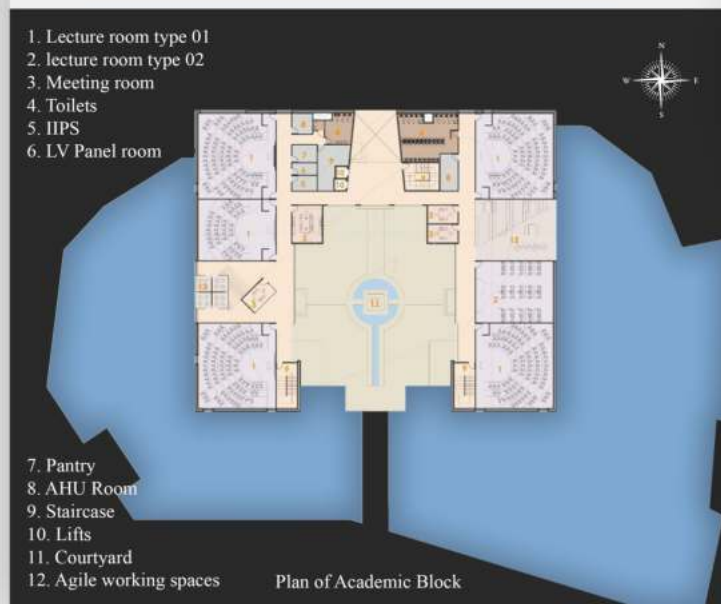 1. Lecture room type 01
2. lecture room type 02
3. Meeting room
4. Toilets
5. IIPS
6. LV Panel room
N
W E
S
11
7. Pantry
8. AHU Room
9. Staircase
10. Lifts
11. Courtyard
12. Agile working spaces
Plan of Academic Block